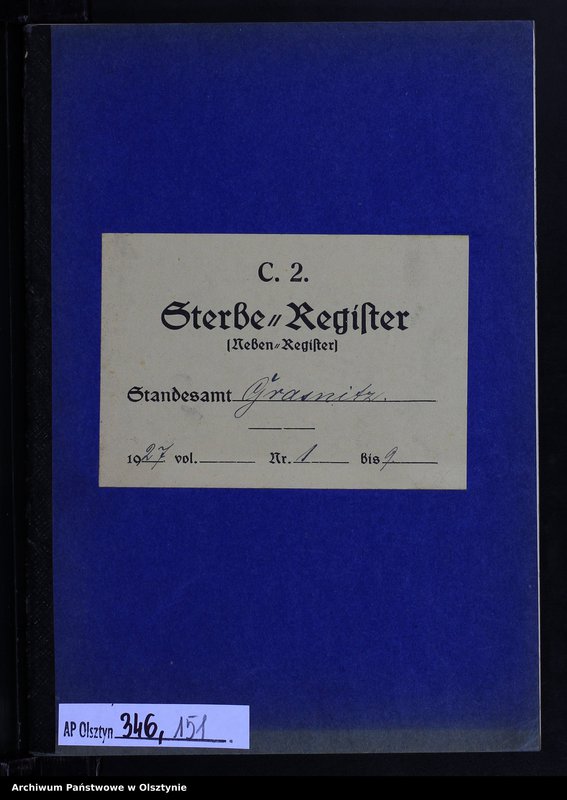 C. 2.
Sterbe-Register
(Neben-Register)
Standesamt Grasnitz.
1927 vol. Nr. 1 bis 9.
AP Olsztyn 346, 151.
Archiwum Państwowe w Olsztynie